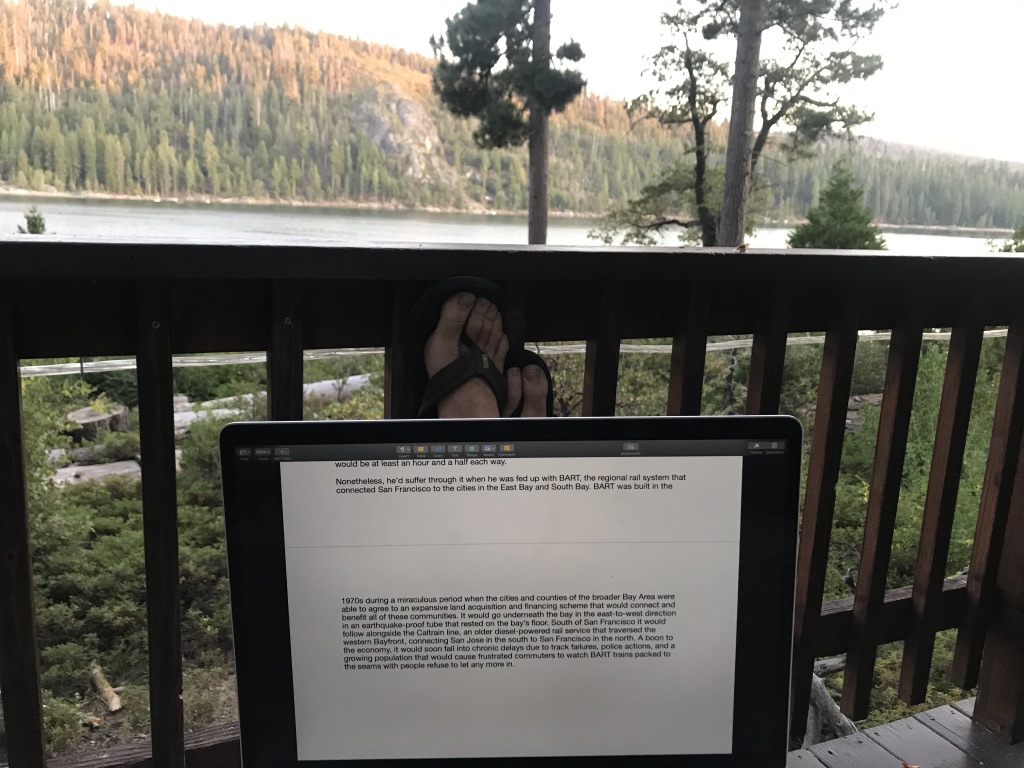 would be at least an hour and a half each way.
Nonetheless, he'd suffer through it when he was fed up with BART, the regional rail system that
connected San Francisco to the cities in the East Bay and South Bay. BART was built in the
1970s during a miraculous period when the cities and counties of the broader Bay Area were
able to agree to an expansive land acquisition and financing scheme that would connect and
benefit all of these communities. It would go underneath the bay in the east-to-west direction
in an earthquake-proof tube that rested on the bay's floor. South of San Francisco it would
follow alongside the Caltrain line, an older diesel-powered rail service that traversed the
western Bayfront, connecting San Jose in the south to San Francisco in the north. A boon to
the economy, it would soon fall into chronic delays due to track failures, police actions, and a
growing population that would cause frustrated commuters to watch BART trains packed to
the seams with people refuse to let any more in.